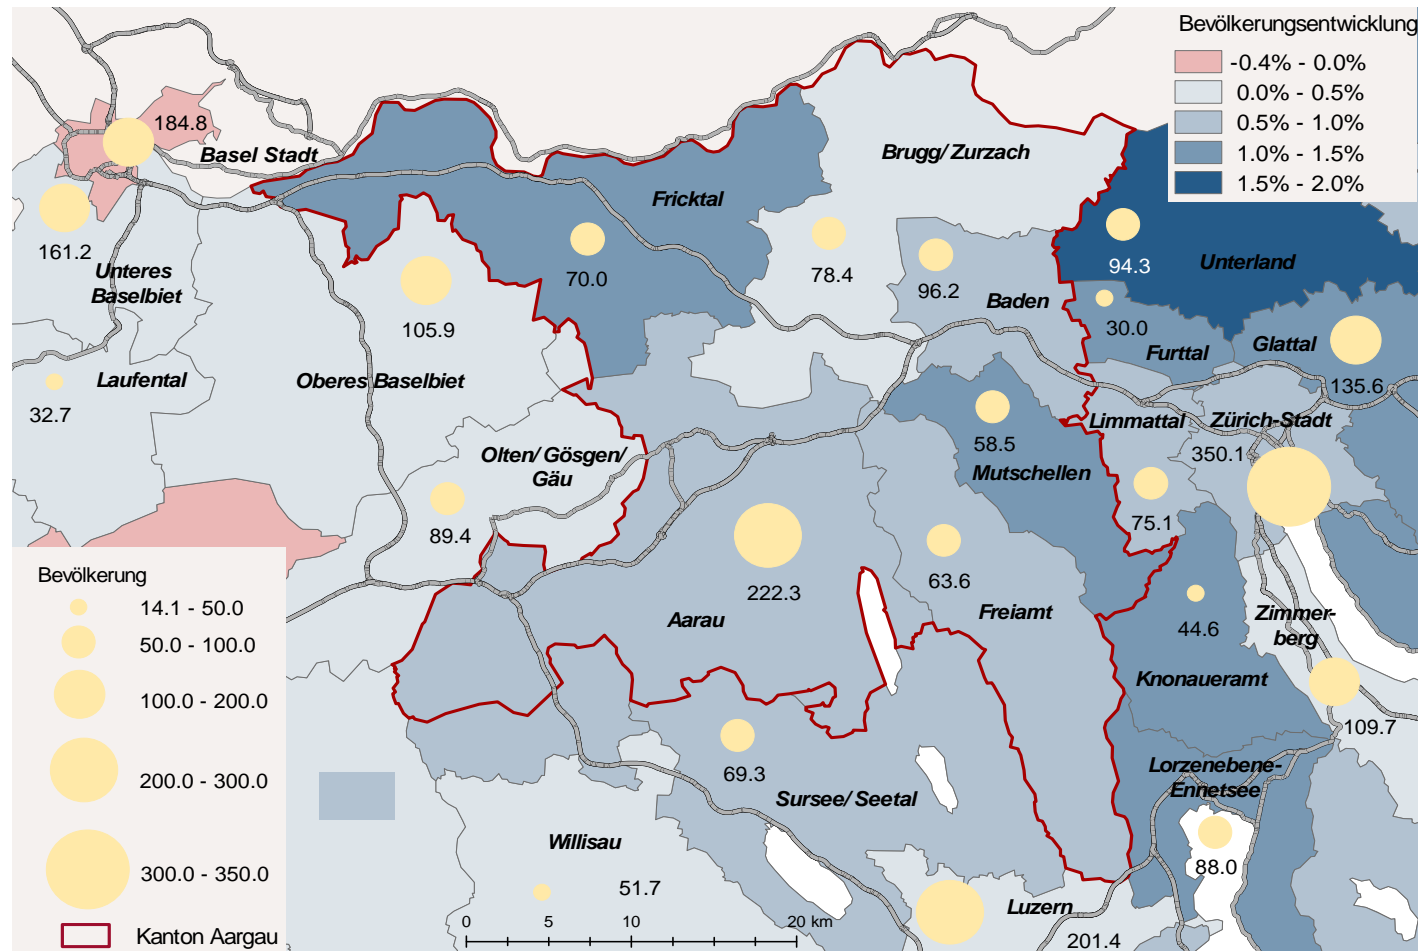 Bevölkerungsentwicklung
-0.4% - 0.0%
0.0% - 0.5%
0.5% - 1.0%
1.0% - 1.5%
1.5% - 2.0%
184.8
Basel Stadt
Brugg/ Zurzach
Fricktal
161.2
Unteres
Baselbiet
70.0
78.4
96.2
Baden
94.3
Unterland
105.9
30.0
Furttal
Glattal
135.6
Laufental
32.7
Oberes Baselbiet
Olten/ Gösgen/
Gäu
89.4
58.5
Mutschellen
Limmattal
75.1
Zürich-Stadt
350.1
222.3
Aarau
63.6
Freiamt
44.6
Knonaueramt
Zimmer-
berg
109.7
Lorzenebene-
Ennetsee
88.0
69.3
Sursee/ Seetal
Willisau
51.7
Luzern
201.4
Bevölkerung
14.1 - 50.0
50.0 - 100.0
100.0 - 200.0
200.0 - 300.0
300.0 - 350.0
Kanton Aargau
0 5 10 20 km